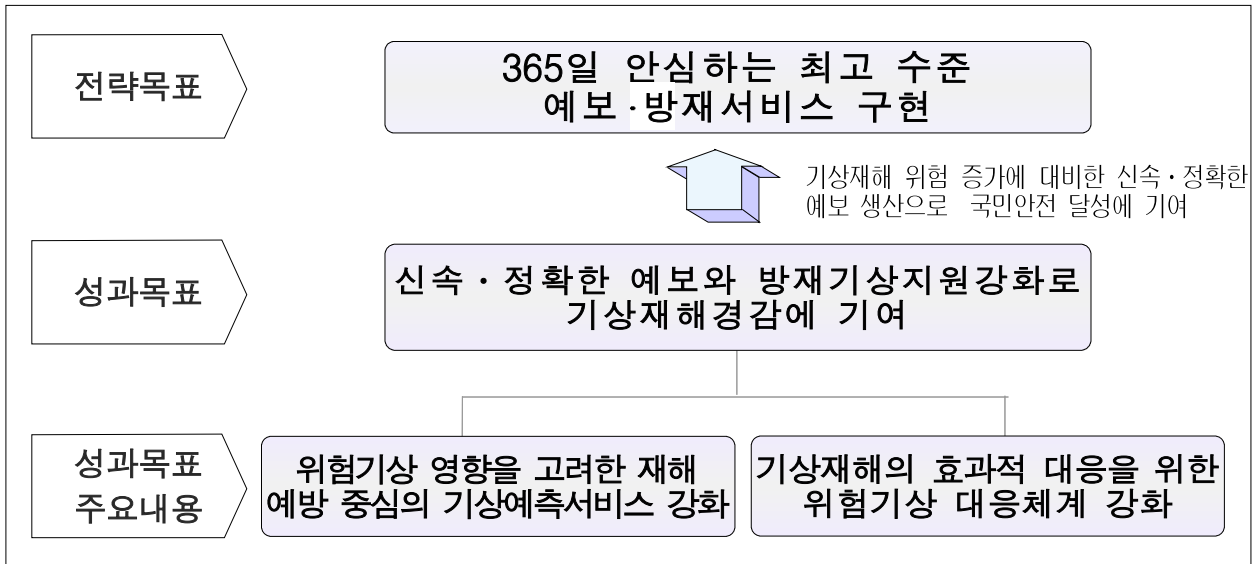 전략목표
365일 안심하는 최고 수준
예보·방재서비스 구현
기상재해 위험 증가에 대비한 신속·정확한
예보 생산으로 국민안전 달성에 기여
성과목표
신속·정확한 예보와 방재기상지원강화로
기상재해경감에 기여
성과목표
주요내용
위험기상 영향을 고려한 재해
예방 중심의 기상예측서비스 강화
기상재해의 효과적 대응을 위한
위험기상 대응체계 강화